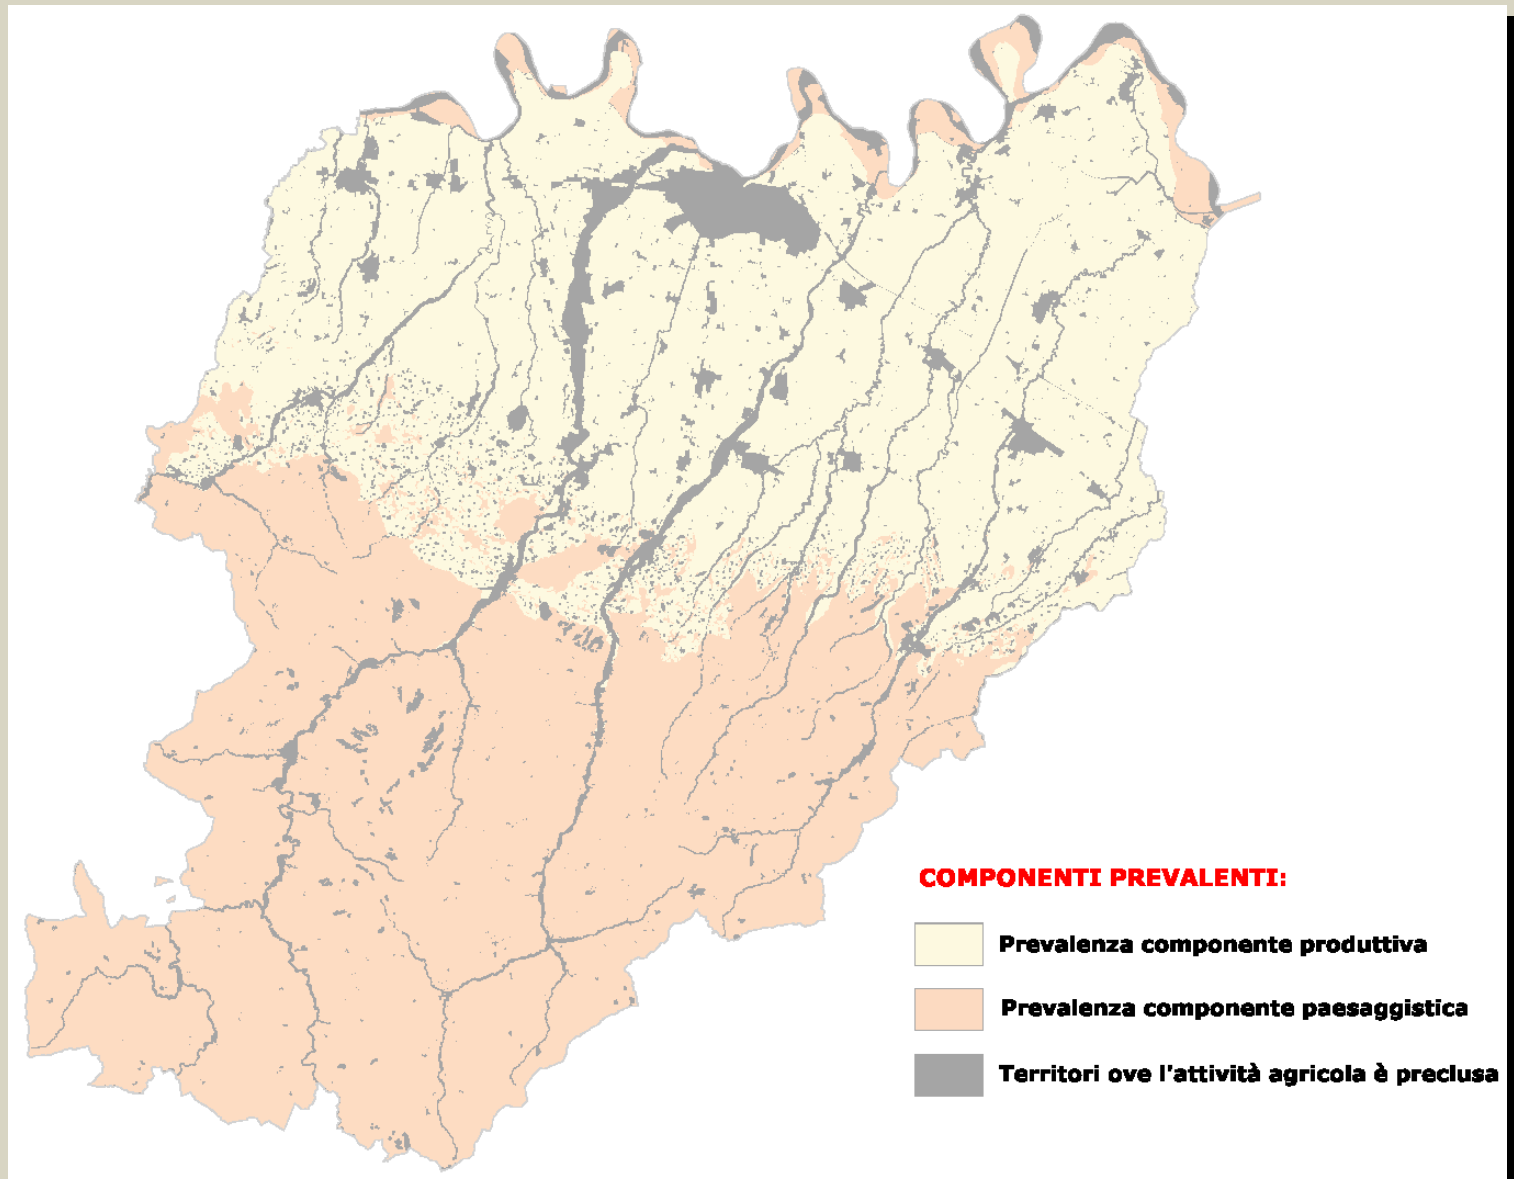 COMPONENTI PREVALENTI:
Prevalenza componente produttiva
Prevalenza componente paesaggistica
Territori ove l'attività agricola è preclusa